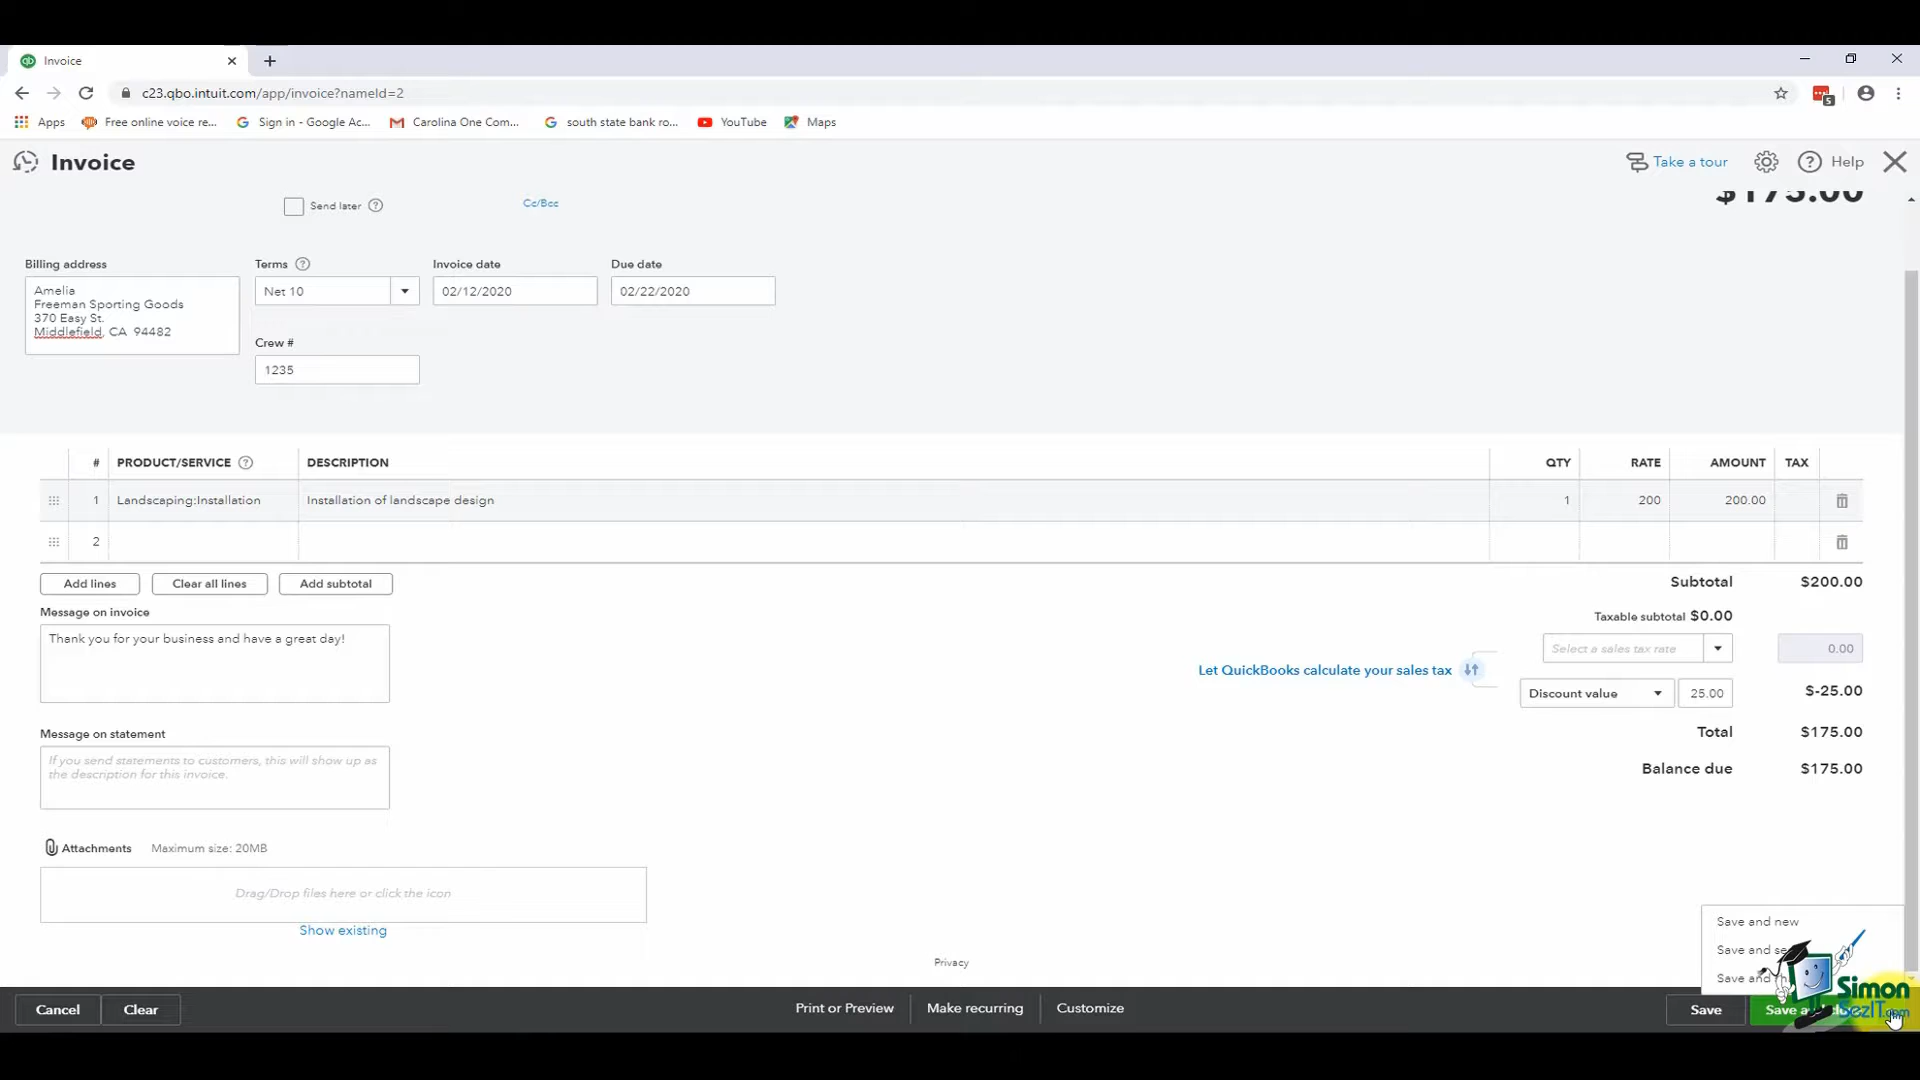 Invoice
c23.qbo.intuit.com/app/invoice?nameId=2
5
Apps Free online voice re... Sign in - Google Ac... Carolina One Com... south state bank ro... YouTube Maps
Invoice
Take a tour Help
$175.00
Send later Cc/Bcc
Billing address Terms Invoice date Due date
Amelia
Freeman Sporting Goods
370 Easy St.
Middlefield, CA 94482
Net 10 02/12/2020 02/22/2020
Crew #
1235
# PRODUCT/SERVICE DESCRIPTION QTY RATE AMOUNT TAX
1 Landscaping:Installation Installation of landscape design 1 200 200.00
2
Add lines Clear all lines Add subtotal
Subtotal $200.00
Message on invoice
Thank you for your business and have a great day!
Taxable subtotal $0.00
Select a sales tax rate 0.00
Let QuickBooks calculate your sales tax
Discount value 25.00 $-25.00
Total $175.00
Balance due $175.00
Message on statement
If you send statements to customers, this will show up as
the description for this invoice.
Attachments Maximum size: 20MB
Drag/Drop files here or click the icon
Show existing
Privacy
Save and new
Save and
Save and
Cancel Clear Print or Preview Make recurring Customize Save Save
Simon
SezIT.com